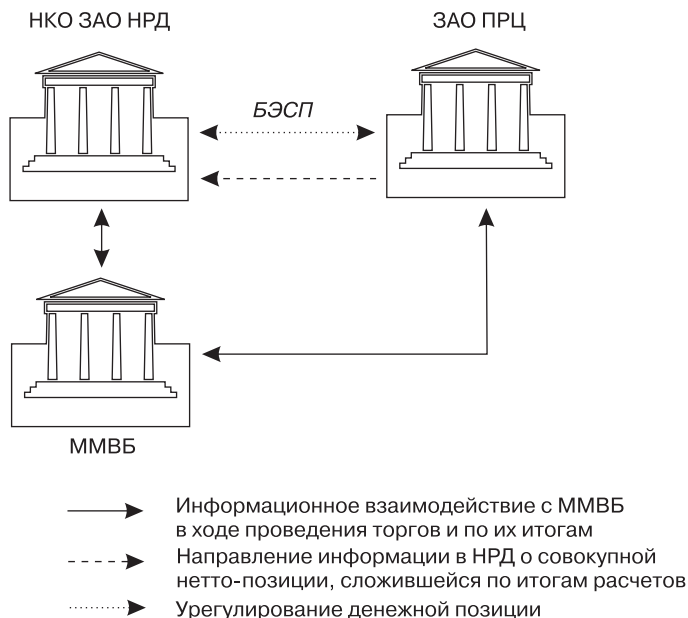 НКО ЗАО НРД
ЗАО ПРЦ
БЭСП
ММВБ
Информационное взаимодействие с ММВБ
в ходе проведения торгов и по их итогам
Направление информации в НРД о совокупной
нетто-позиции, сложившейся по итогам расчетов
Урегулирование денежной позиции